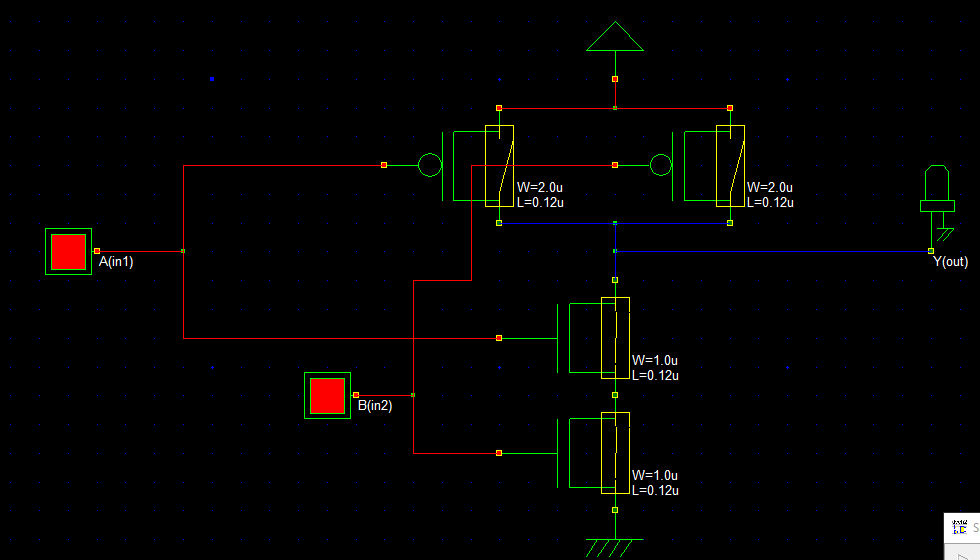 W=2.0u
L=0.12u
W=2.0u
L=0.12u
A(in1)
Y(out)
W=1.0u
L=0.12u
B(in2)
W=1.0u
L=0.12u
S